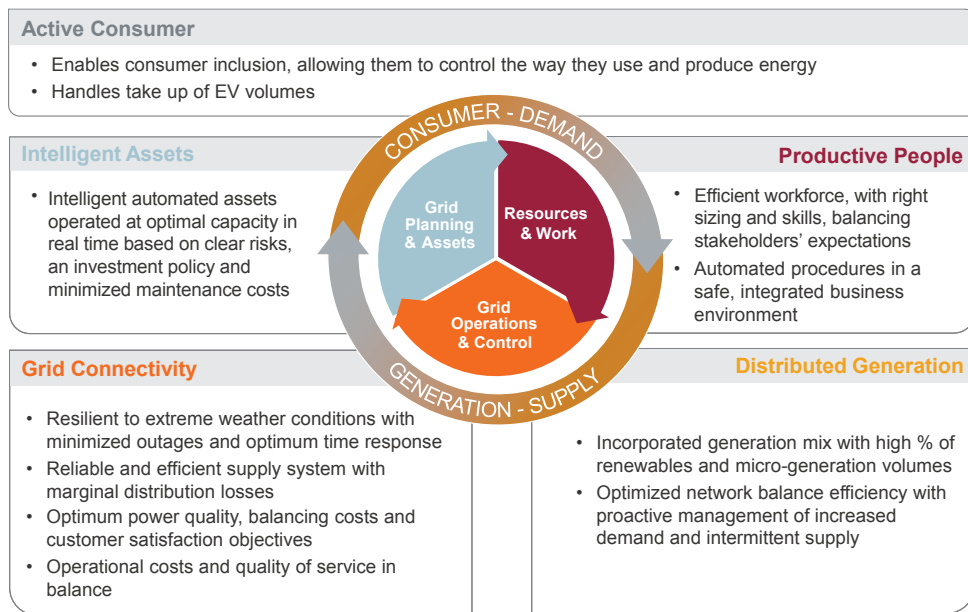 Active Consumer
• Enables consumer inclusion, allowing them to control the way they use and produce energy
• Handles take up of EV volumes
CONSUMER - DEMAND
Intelligent Assets
• Intelligent automated assets
operated at optimal capacity in
real time based on clear risks,
an investment policy and
minimized maintenance costs
Grid
Planning
& Assets
Resources
& Work
Grid
Operations
& Control
Productive People
• Efficient workforce, with right
sizing and skills, balancing
stakeholders’ expectations
• Automated procedures in a
safe, integrated business
environment
GENERATION - SUPPLY
Grid Connectivity
• Resilient to extreme weather conditions with
minimized outages and optimum time response
• Reliable and efficient supply system with
marginal distribution losses
• Optimum power quality, balancing costs and
customer satisfaction objectives
• Operational costs and quality of service in
balance
Distributed Generation
• Incorporated generation mix with high % of
renewables and micro-generation volumes
• Optimized network balance efficiency with
proactive management of increased
demand and intermittent supply